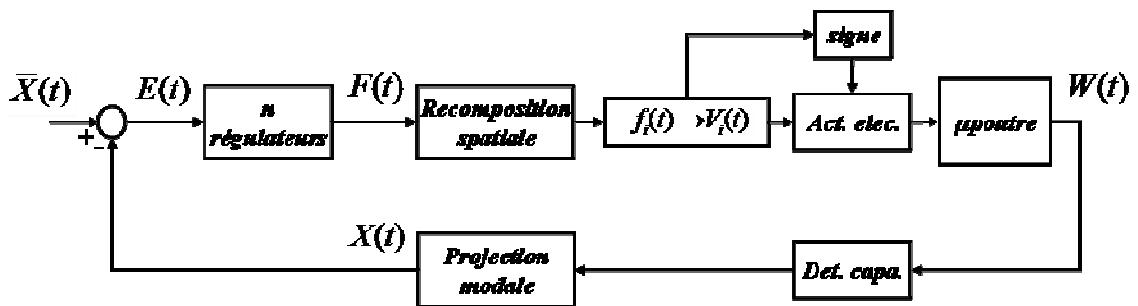 signe
X̅(t)
E(t)
F(t)
W(t)
+
-
n
régulateurs
Recomposition
spatiale
fᵢ(t) →Vᵢ(t)
Act. elec.
µpoutre
X(t)
Projection
modale
Det. capa.